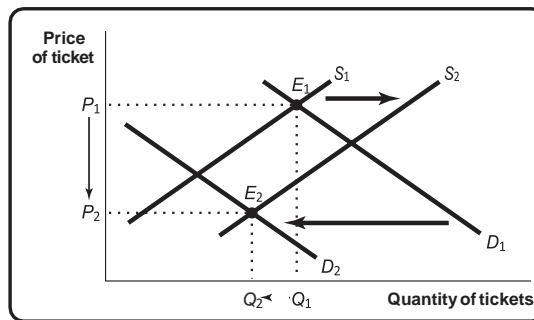 Price
of ticket
E1
S1
S2
P1
P2
E2
D1
D2
Q2
Q1
Quantity of tickets